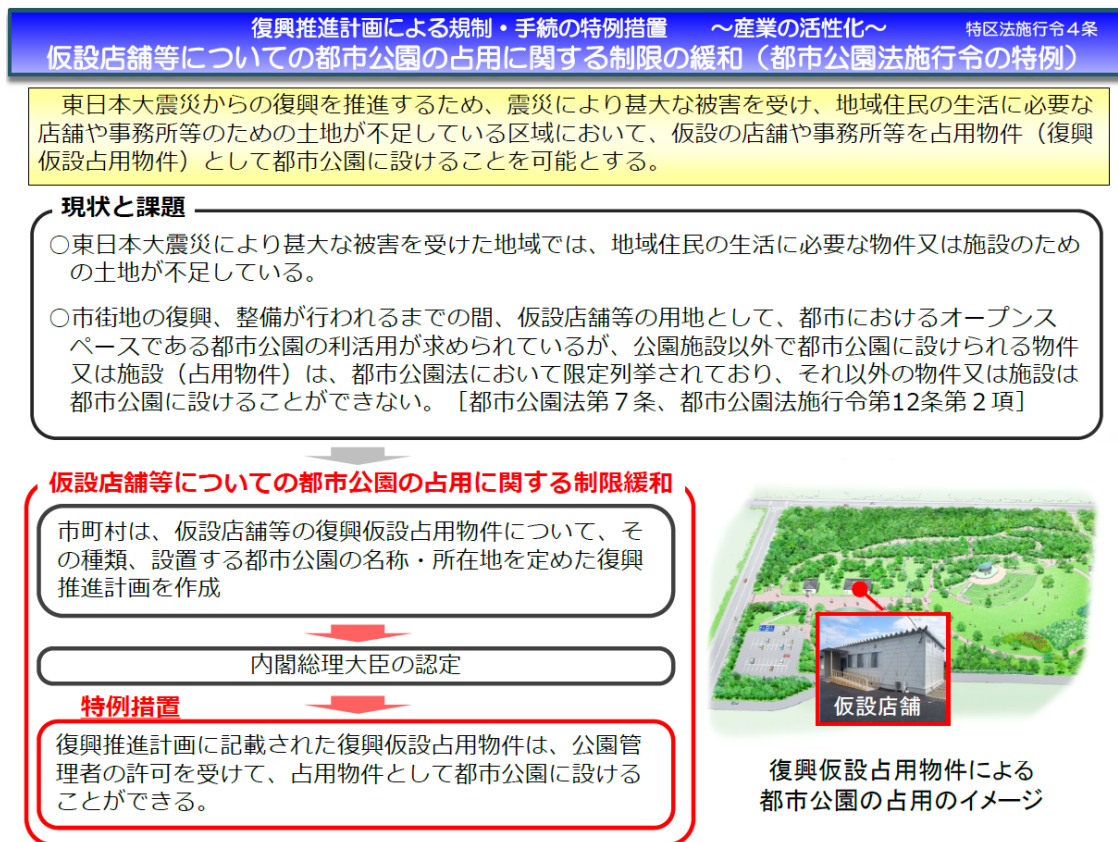 復興推進計画による規制・手続の特例措置 ～産業の活性化～ 特区法施行令4条
仮設店舗等についての都市公園の占用に関する制限の緩和（都市公園法施行令の特例）
東日本大震災からの復興を推進するため、震災により甚大な被害を受け、地域住民の生活に必要な
店舗や事務所等のための土地が不足している区域において、仮設の店舗や事務所等を占用物件（復興
仮設占用物件）として都市公園に設けることを可能とする。
現状と課題
○東日本大震災により甚大な被害を受けた地域では、地域住民の生活に必要な物件又は施設のため
の土地が不足している。
○市街地の復興、整備が行われるまでの間、仮設店舗等の用地として、都市におけるオープンス
ペースである都市公園の利活用が求められているが、公園施設以外で都市公園に設けられる物件
又は施設（占用物件）は、都市公園法において限定列挙されており、それ以外の物件又は施設は
都市公園に設けることができない。［都市公園法第７条、都市公園法施行令第12条第２項］
仮設店舗等についての都市公園の占用に関する制限緩和
市町村は、仮設店舗等の復興仮設占用物件について、そ
の種類、設置する都市公園の名称・所在地を定めた復興
推進計画を作成
内閣総理大臣の認定
特例措置
復興推進計画に記載された復興仮設占用物件は、公園管
理者の許可を受けて、占用物件として都市公園に設ける
ことができる。
仮設店舗
復興仮設占用物件による
都市公園の占用のイメージ